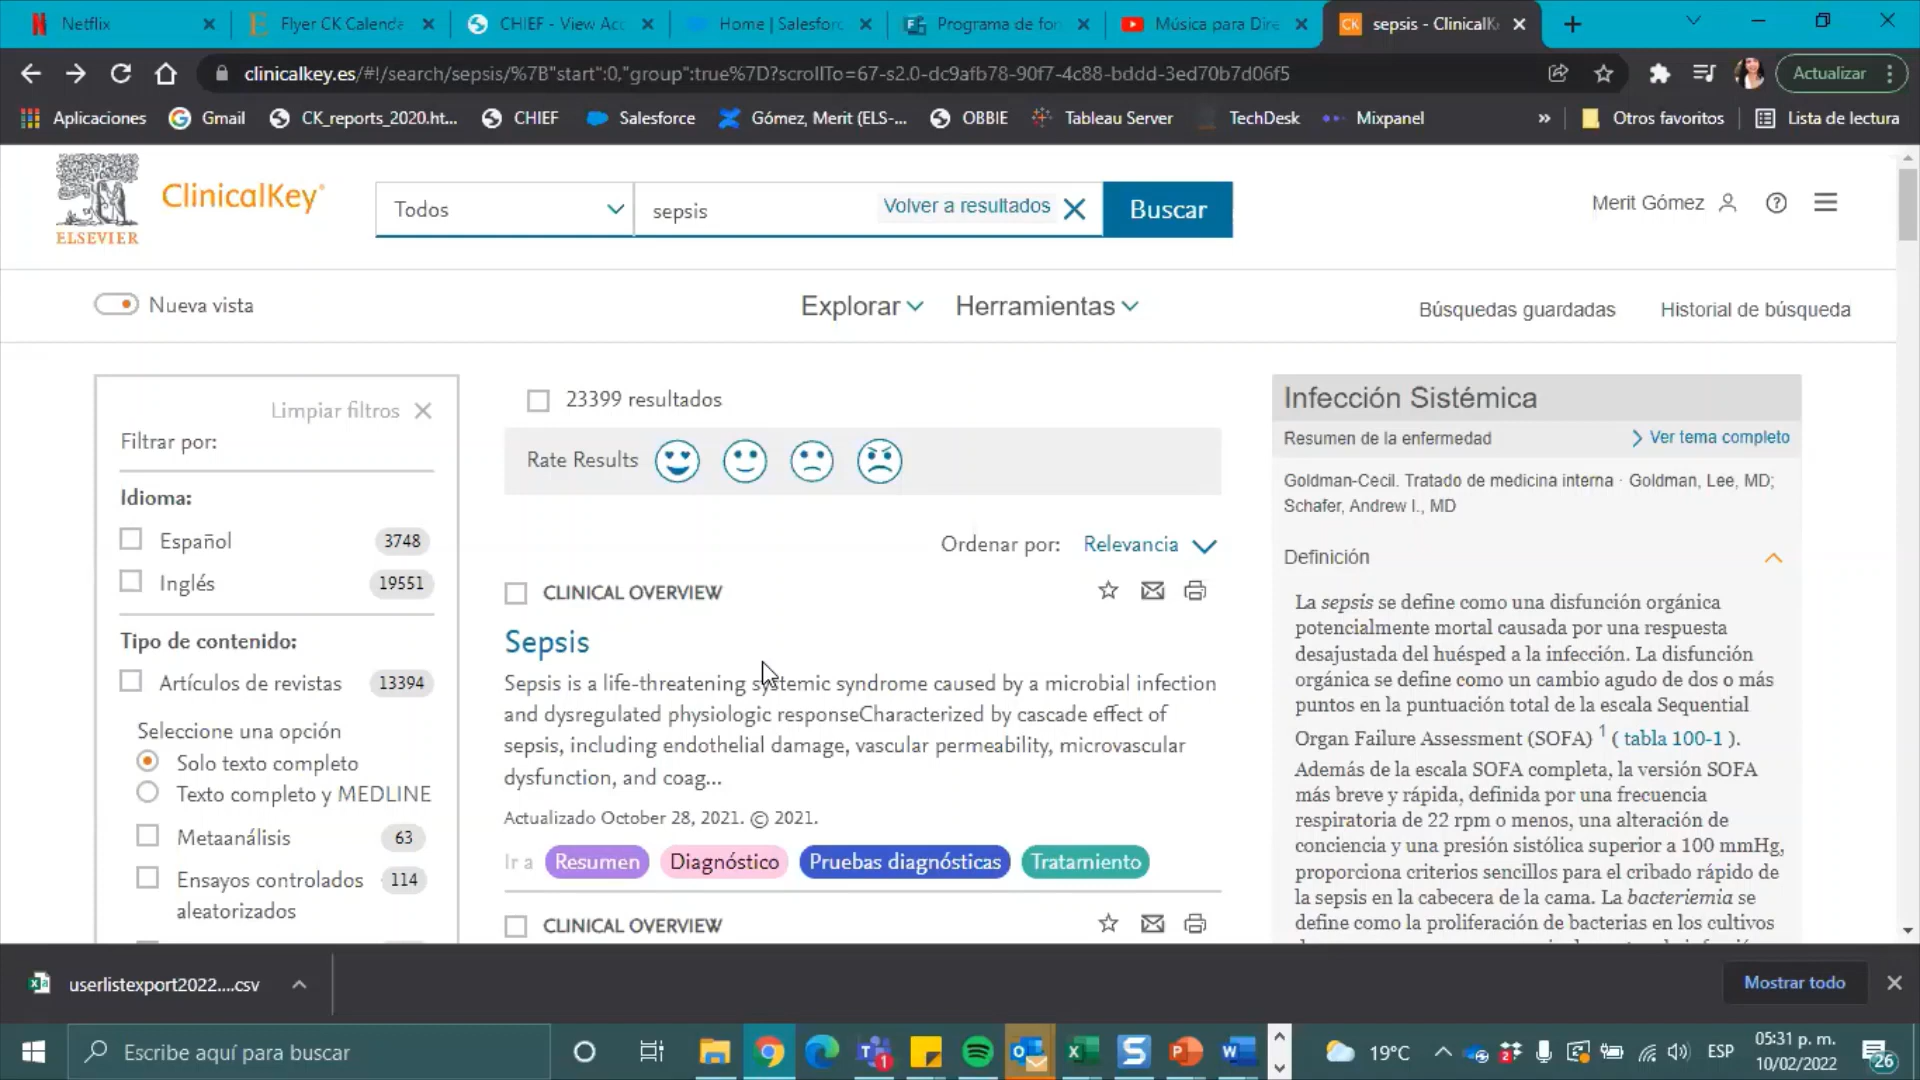 Netflix
Flyer CK Calenda
CHIEF - View Acc
Home | Salesforc
Programa de for
Música para Dire
CK sepsis - ClinicalK
clinicalkey.es/#!/search/sepsis/%7B"start":0,"group":true%7D?scrollTo=67-s2.0-dc9afb78-90f7-4c88-bddd-3ed70b7d06f5
Actualizar
Aplicaciones
Gmail
CK_reports_2020.ht...
CHIEF
Salesforce
Gómez, Merit (ELS-...
OBBIE
Tableau Server
TechDesk
Mixpanel
»
Otros favoritos
Lista de lectura
ELSEVIER
ClinicalKey®
Todos
sepsis
Volver a resultados
Buscar
Merit Gómez
Nueva vista
Explorar
Herramientas
Búsquedas guardadas
Historial de búsqueda
Limpiar filtros
Filtrar por:
Idioma:
Español 3748
Inglés 19551
Tipo de contenido:
Artículos de revistas 13394
Seleccione una opción
Solo texto completo
Texto completo y MEDLINE
Metaanálisis 63
Ensayos controlados 114
aleatorizados
23399 resultados
Rate Results
Ordenar por: Relevancia
CLINICAL OVERVIEW
Sepsis
Sepsis is a life-threatening systemic syndrome caused by a microbial infection
and dysregulated physiologic responseCharacterized by cascade effect of
sepsis, including endothelial damage, vascular permeability, microvascular
dysfunction, and coag...
Actualizado October 28, 2021. © 2021.
Ir a Resumen Diagnóstico Pruebas diagnósticas Tratamiento
CLINICAL OVERVIEW
Infección Sistémica
Resumen de la enfermedad
Ver tema completo
Goldman-Cecil. Tratado de medicina interna · Goldman, Lee, MD;
Schafer, Andrew I., MD
Definición
La sepsis se define como una disfunción orgánica
potencialmente mortal causada por una respuesta
desajustada del huésped a la infección. La disfunción
orgánica se define como un cambio agudo de dos o más
puntos en la puntuación total de la escala Sequential
Organ Failure Assessment (SOFA) 1 ( tabla 100-1 ).
Además de la escala SOFA completa, la versión SOFA
más breve y rápida, definida por una frecuencia
respiratoria de 22 rpm o menos, una alteración de
conciencia y una presión sistólica superior a 100 mmHg,
proporciona criterios sencillos para el cribado rápido de
la sepsis en la cabecera de la cama. La bacteriemia se
define como la proliferación de bacterias en los cultivos
userlistexport2022....csv
Mostrar todo
Escribe aquí para buscar
19°C
ESP
05:31 p. m.
10/02/2022
26